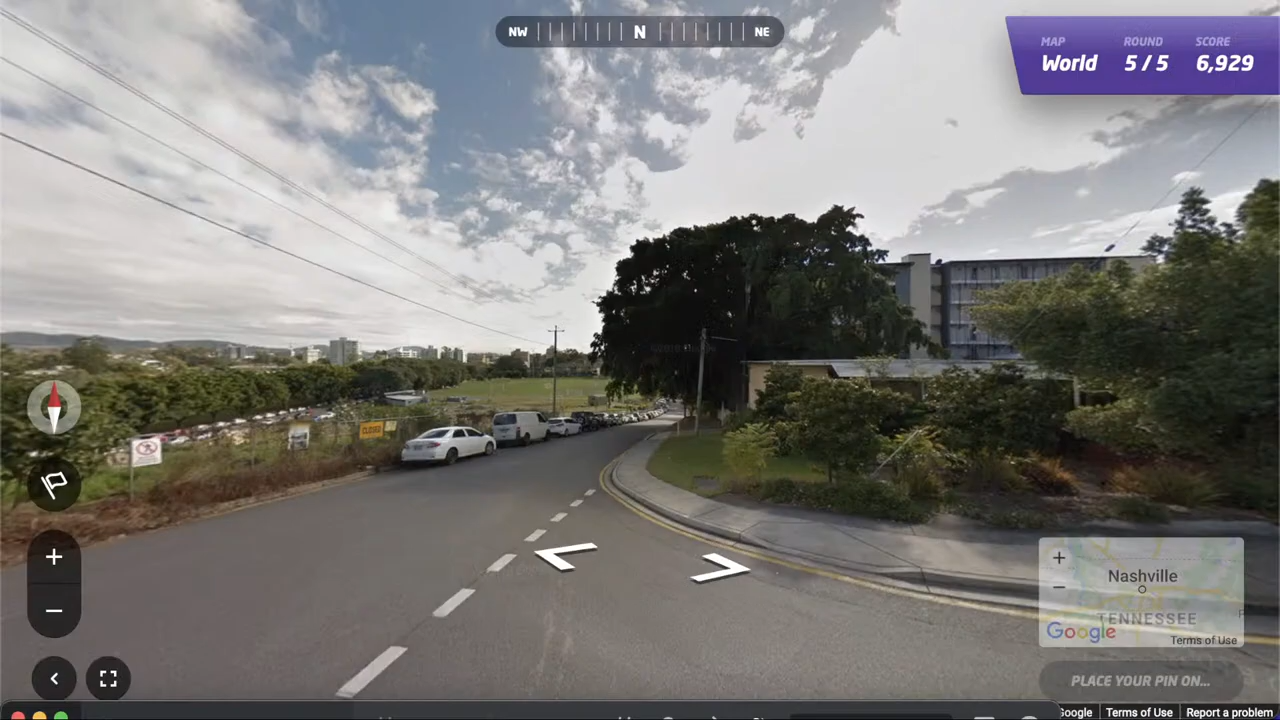 NW
N
NE
MAP
ROUND
SCORE
World
5 / 5
6,929
CLOSED
+
−
+
−
Nashville
TENNESSEE
Google
Terms of Use
PLACE YOUR PIN ON...
Google
Terms of Use
Report a problem